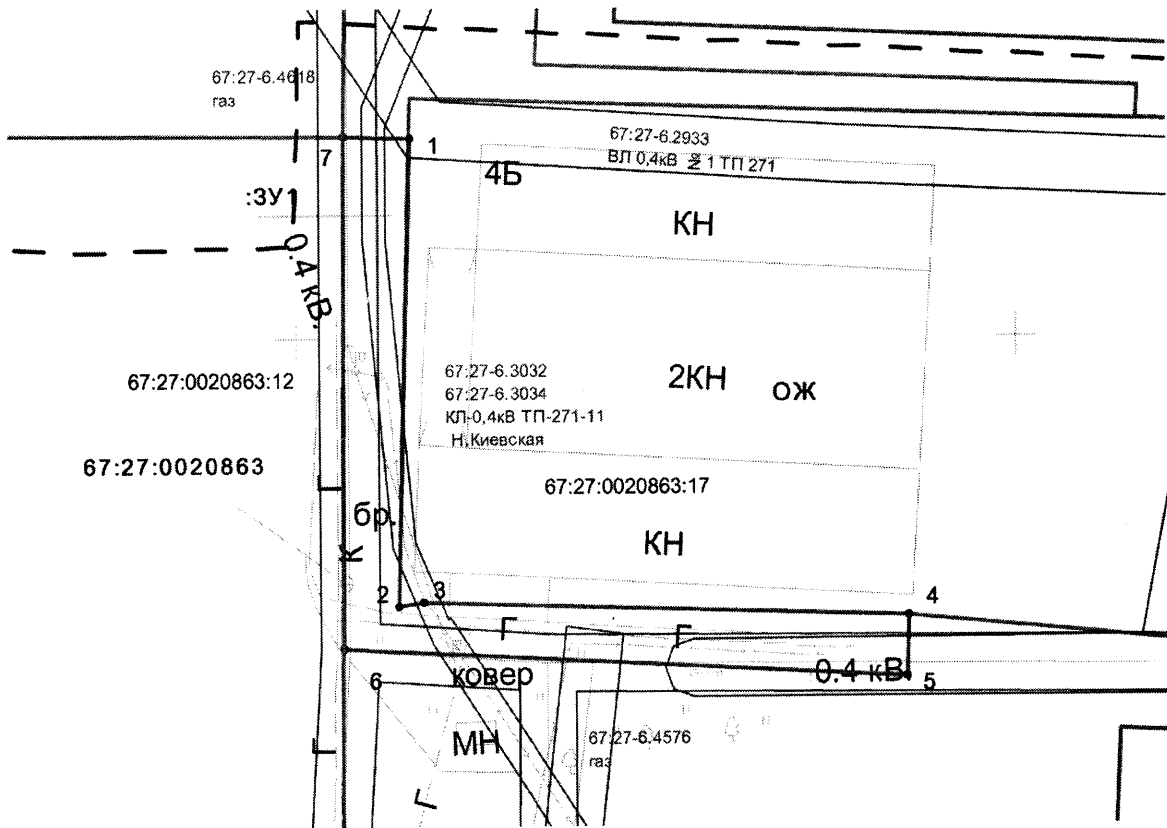 Г
67:27-6.4618
газ
7
1
67:27-6.2933
ВЛ 0,4кВ № 1 ТП 271
4Б
:ЗУ1
КН
0.4 кВ.
67:27:0020863:12
67:27-6.3032
67:27-6.3034
КЛ-0,4кВ ТП-271-11
Н.Киевская
2КН
ОЖ
67:27:0020863
67:27:0020863:17
бр.
К
КН
2
3
4
Г
Г
6
ковер
0.4 кВ
5
МН
67:27-6.4576
газ
Г
Г